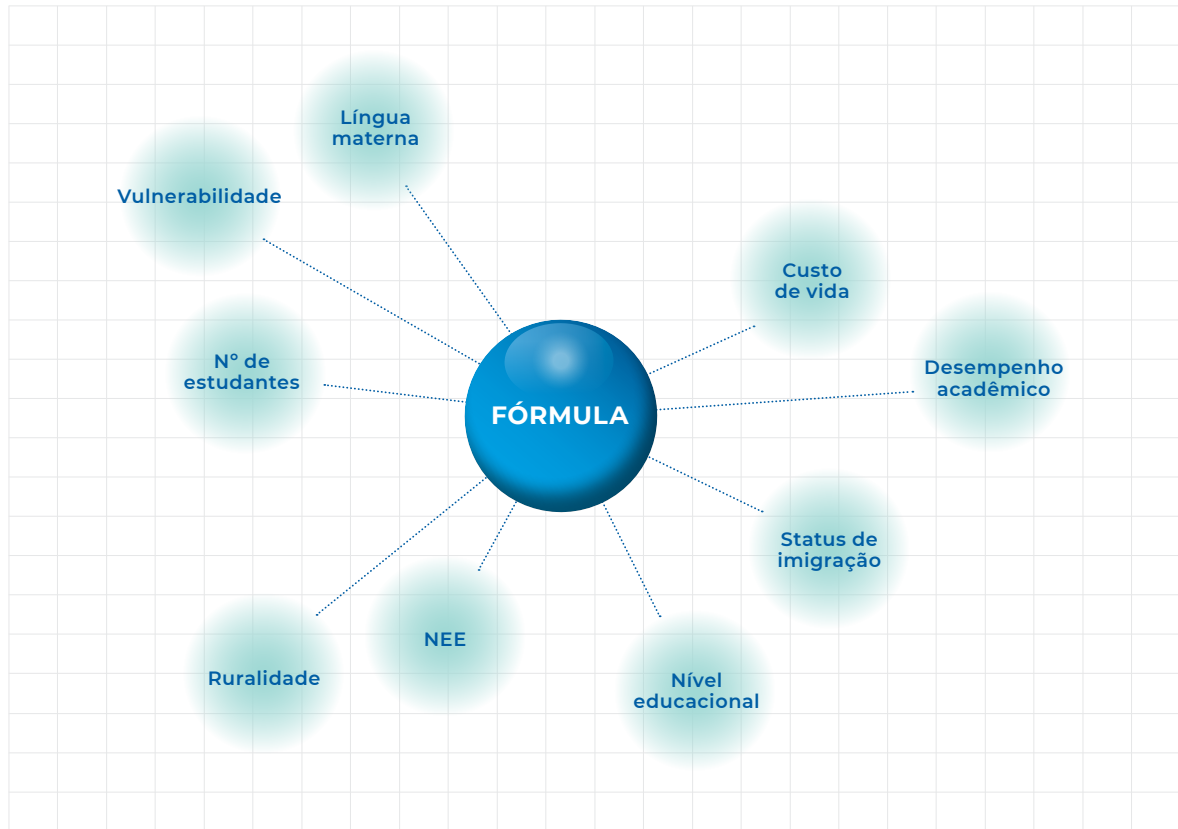 Língua
materna
Vulnerabilidade
Custo
de vida
Nº de
estudantes
Desempenho
acadêmico
FÓRMULA
Status de
imigração
NEE
Ruralidade
Nível
educacional